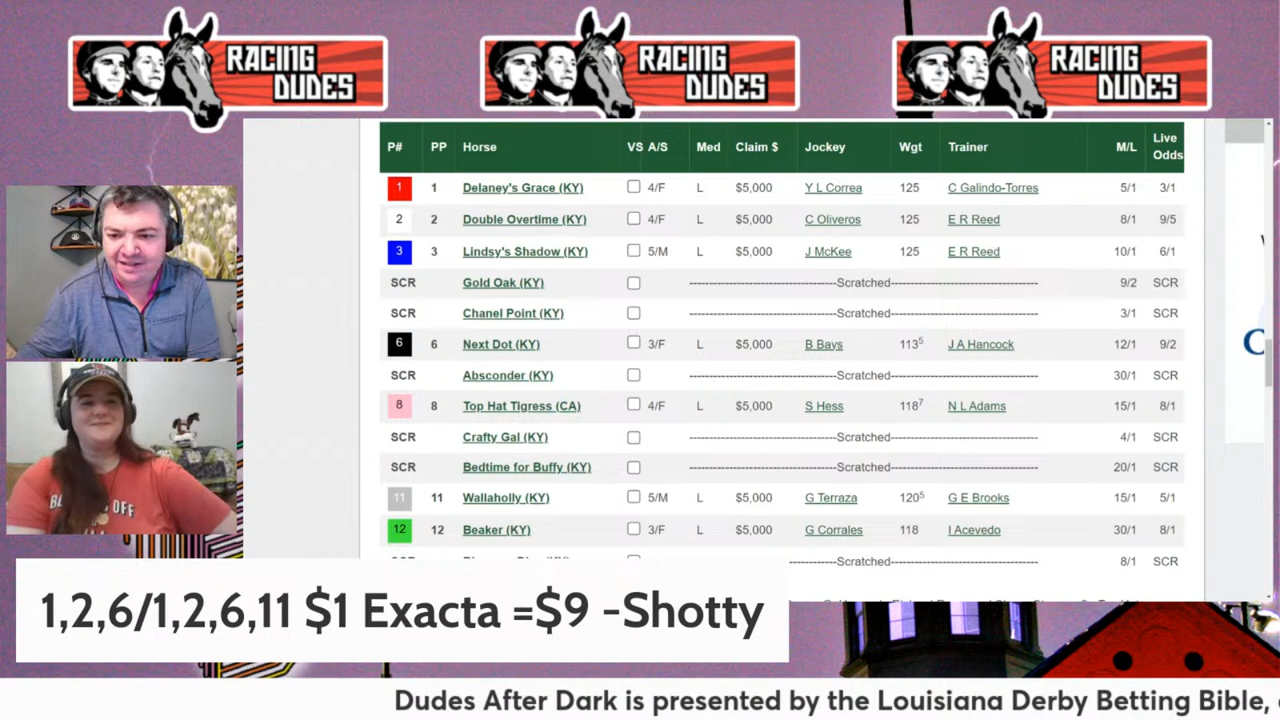 RACING DUDES
RACING DUDES
RACING DUDES
P# PP Horse VS A/S Med Claim $ Jockey Wgt Trainer M/L Live Odds
1 1 Delaney's Grace (KY) 4/F L $5,000 Y L Correa 125 C Galindo-Torres 5/1 3/1
2 2 Double Overtime (KY) 4/F L $5,000 C Oliveros 125 E R Reed 8/1 9/5
3 3 Lindsy's Shadow (KY) 5/M L $5,000 J McKee 125 E R Reed 10/1 6/1
SCR Gold Oak (KY) Scratched 9/2 SCR
SCR Chanel Point (KY) Scratched 3/1 SCR
6 6 Next Dot (KY) 3/F L $5,000 B Bays 113⁵ J A Hancock 12/1 9/2
SCR Absconder (KY) Scratched 30/1 SCR
8 8 Top Hat Tigress (CA) 4/F L $5,000 S Hess 118⁷ N L Adams 15/1 8/1
SCR Crafty Gal (KY) Scratched 4/1 SCR
SCR Bedtime for Buffy (KY) Scratched 20/1 SCR
11 11 Wallaholly (KY) 5/M L $5,000 G Terraza 120⁵ G E Brooks 15/1 5/1
12 12 Beaker (KY) 3/F L $5,000 G Corrales 118 I Acevedo 30/1 8/1
Scratched 8/1 SCR
1,2,6/1,2,6,11 $1 Exacta =$9 -Shotty
Dudes After Dark is presented by the Louisiana Derby Betting Bible,